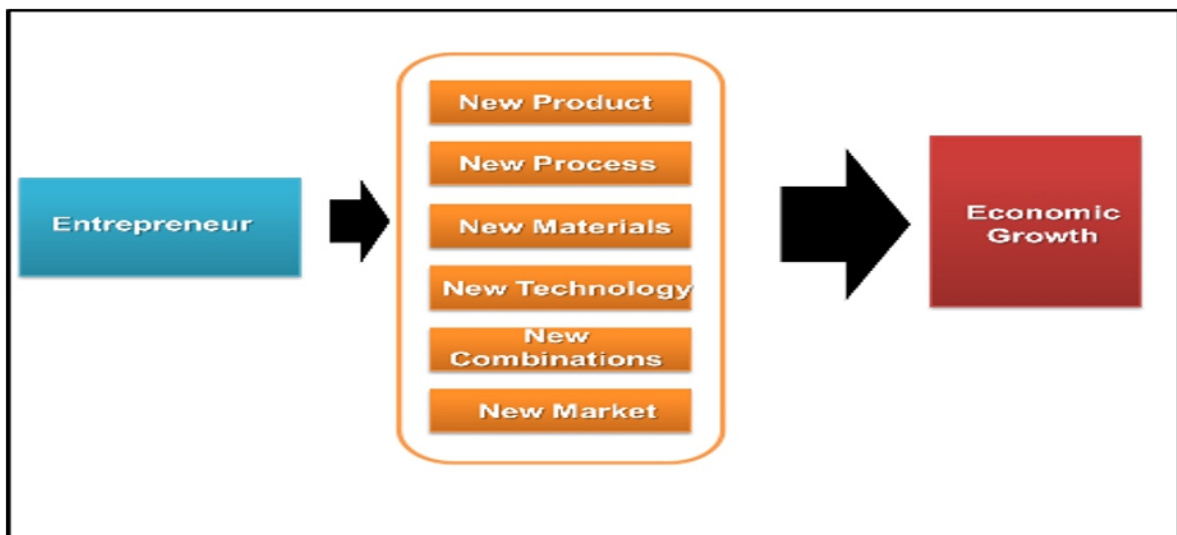 Entrepreneur
New Product
New Process
New Materials
New Technology
New
Combinations
New Market
Economic
Growth